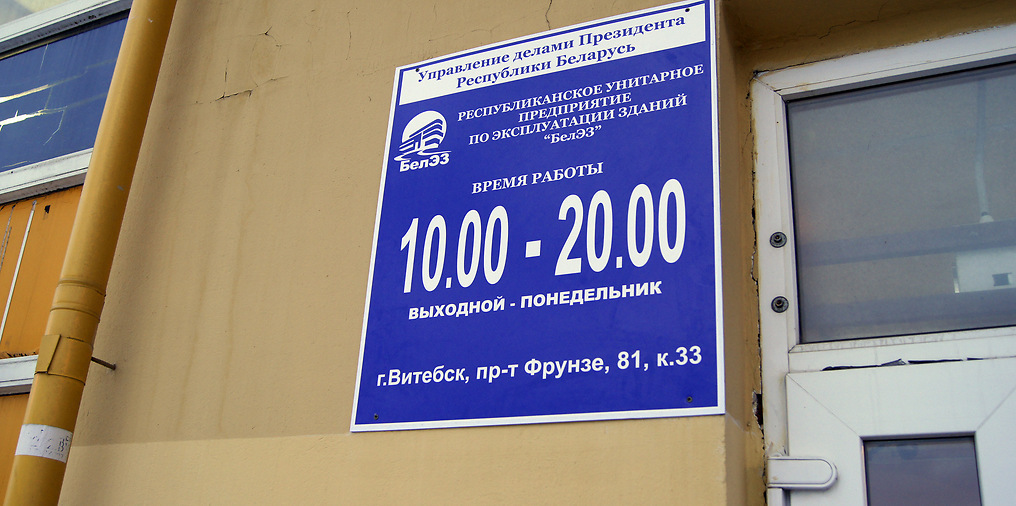 Управление делами Президента
Республики Беларусь
РЕСПУБЛИКАНСКОЕ УНИТАРНОЕ
ПРЕДПРИЯТИЕ
ПО ЭКСПЛУАТАЦИИ ЗДАНИЙ
"БелЭЗ"
БелЭЗ
ВРЕМЯ РАБОТЫ
10.00 - 20.00
ВЫХОДНОЙ - ПОНЕДЕЛЬНИК
г.Витебск, пр-т Фрунзе, 81, к.33